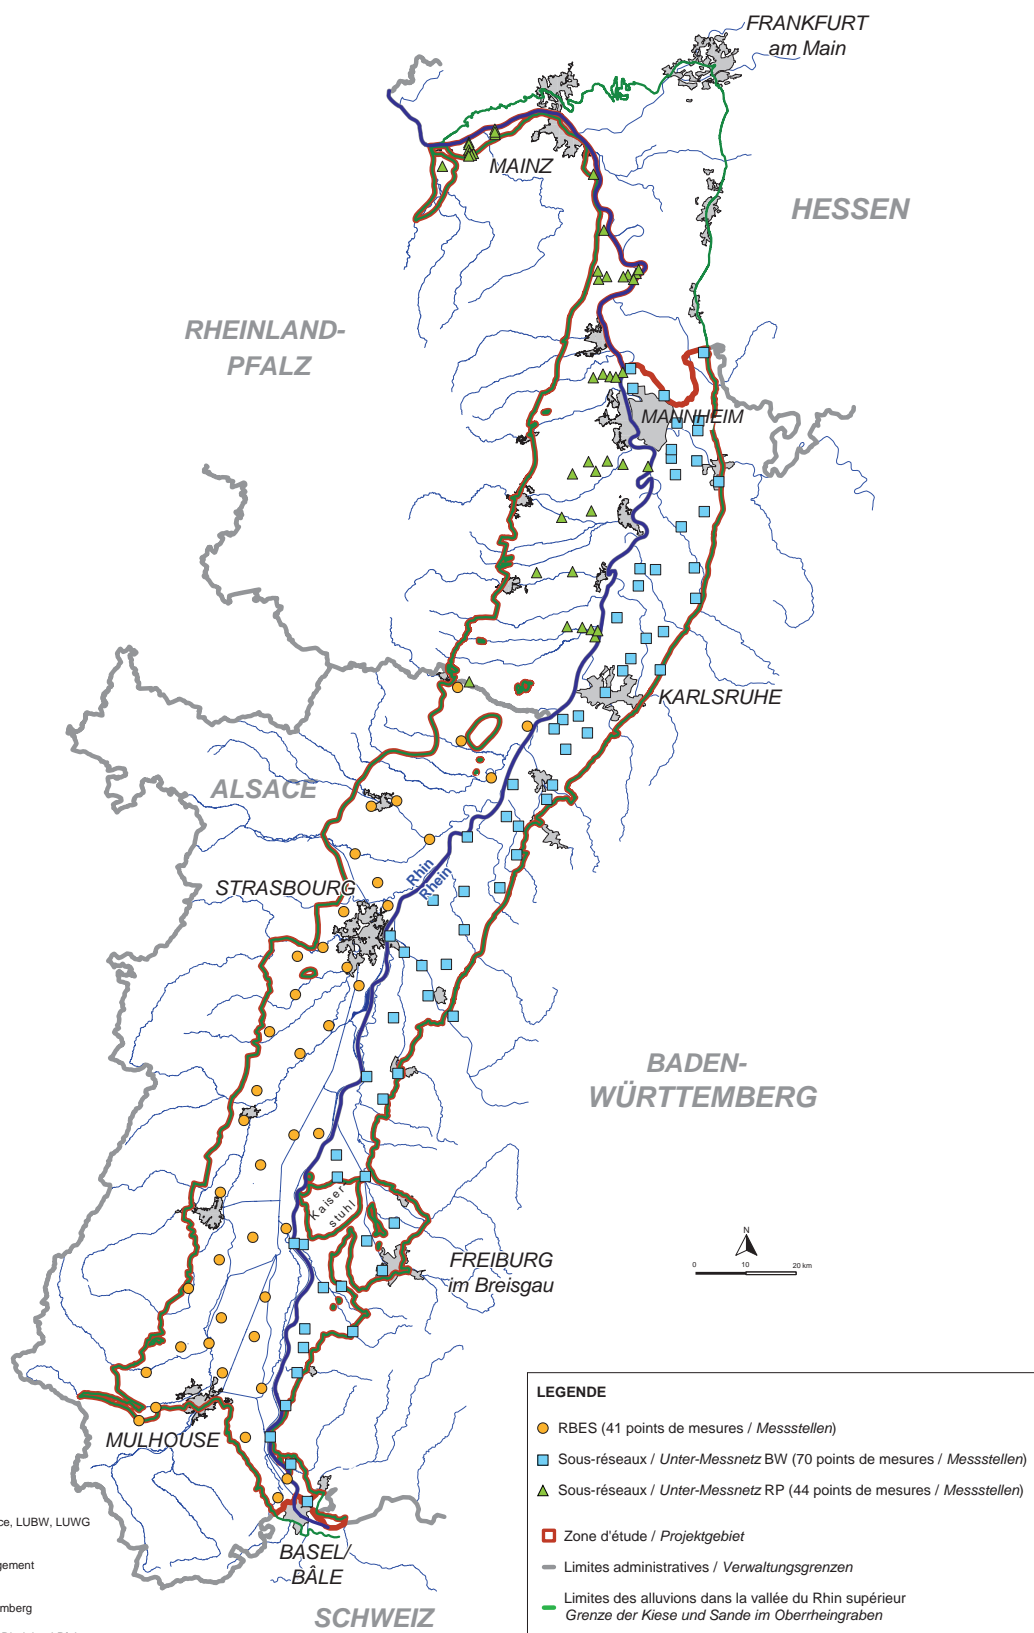 FRANKFURT
am Main
MAINZ
HESSEN
RHEINLAND-
PFALZ
MANNHEIM
KARLSRUHE
ALSACE
Rhin
Rhein
STRASBOURG
BADEN-
WÜRTTEMBERG
Kaiser-
stuhl
FREIBURG
im Breisgau
N
0 10 20 km
MULHOUSE
BASEL/
BÂLE
SCHWEIZ
LEGENDE
RBES (41 points de mesures / Messstellen)
Sous-réseaux / Unter-Messnetz BW (70 points de mesures / Messstellen)
Sous-réseaux / Unter-Messnetz RP (44 points de mesures / Messstellen)
Zone d'étude / Projektgebiet
Limites administratives / Verwaltungsgrenzen
Limites des alluvions dans la vallée du Rhin supérieur
Grenze der Kiese und Sande im Oberrheingraben
ce, LUBW, LUWG
gement
mberg